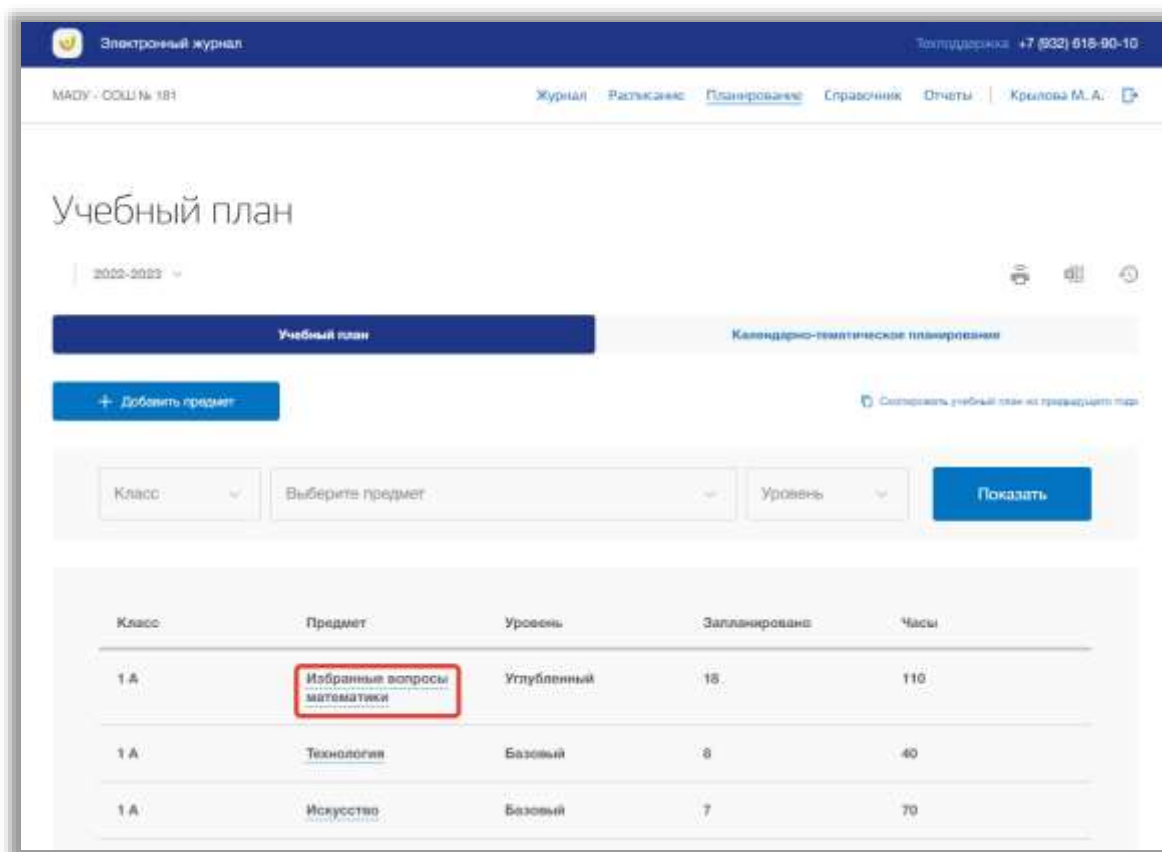 Электронный журнал Техподдержка +7 (932) 618-90-10
МАОУ - СОШ № 181 Журнал Расписание Планирование Справочник Отчеты Крылова М. А.
Учебный план
2022-2023
Учебный план Календарно-тематическое планирование
+ Добавить предмет Скопировать учебный план из предыдущего года
Класс Выберите предмет Уровень Показать
Класс Предмет Уровень Запланировано Часы
1 А Избранные вопросы Углубленный 18 110
математики
1 А Технология Базовый 8 40
1 А Искусство Базовый 7 70